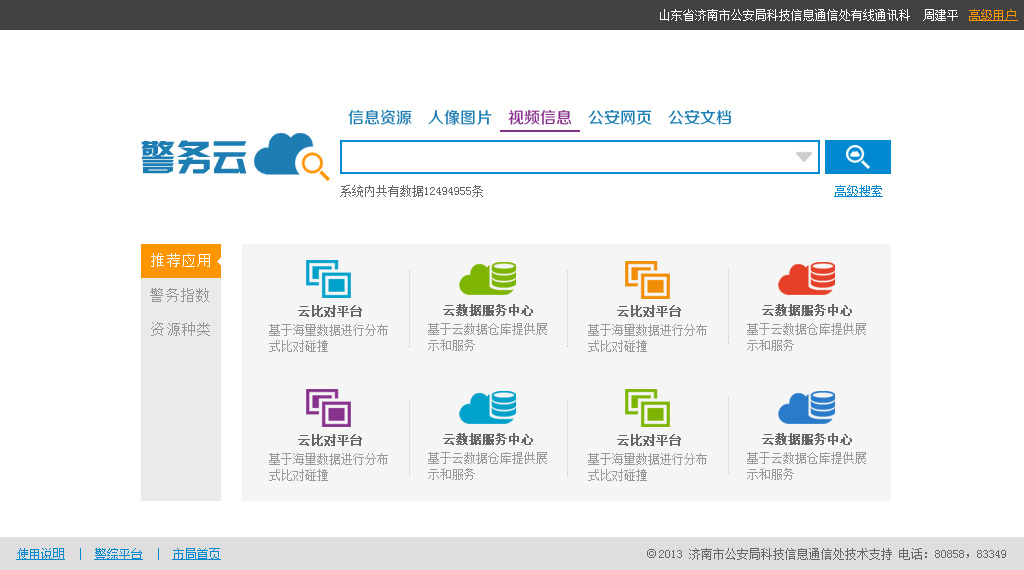 山东省济南市公安局科技信息通信处有线通讯科 周建平 高级用户
信息资源 人像图片 视频信息 公安网页 公安文档
警务云
系统内共有数据12494955条 高级搜索
推荐应用
警务指数
资源种类
云比对平台 云数据服务中心 云比对平台 云数据服务中心
基于海量数据进行分布 基于云数据仓库提供展 基于海量数据进行分布 基于云数据仓库提供展
式比对碰撞 示和服务 式比对碰撞 示和服务
云比对平台 云数据服务中心 云比对平台 云数据服务中心
基于海量数据进行分布 基于云数据仓库提供展 基于海量数据进行分布 基于云数据仓库提供展
式比对碰撞 示和服务 式比对碰撞 示和服务
使用说明 | 警综平台 | 市局首页 ©2013 济南市公安局科技信息通信处技术支持 电话：80858，83349